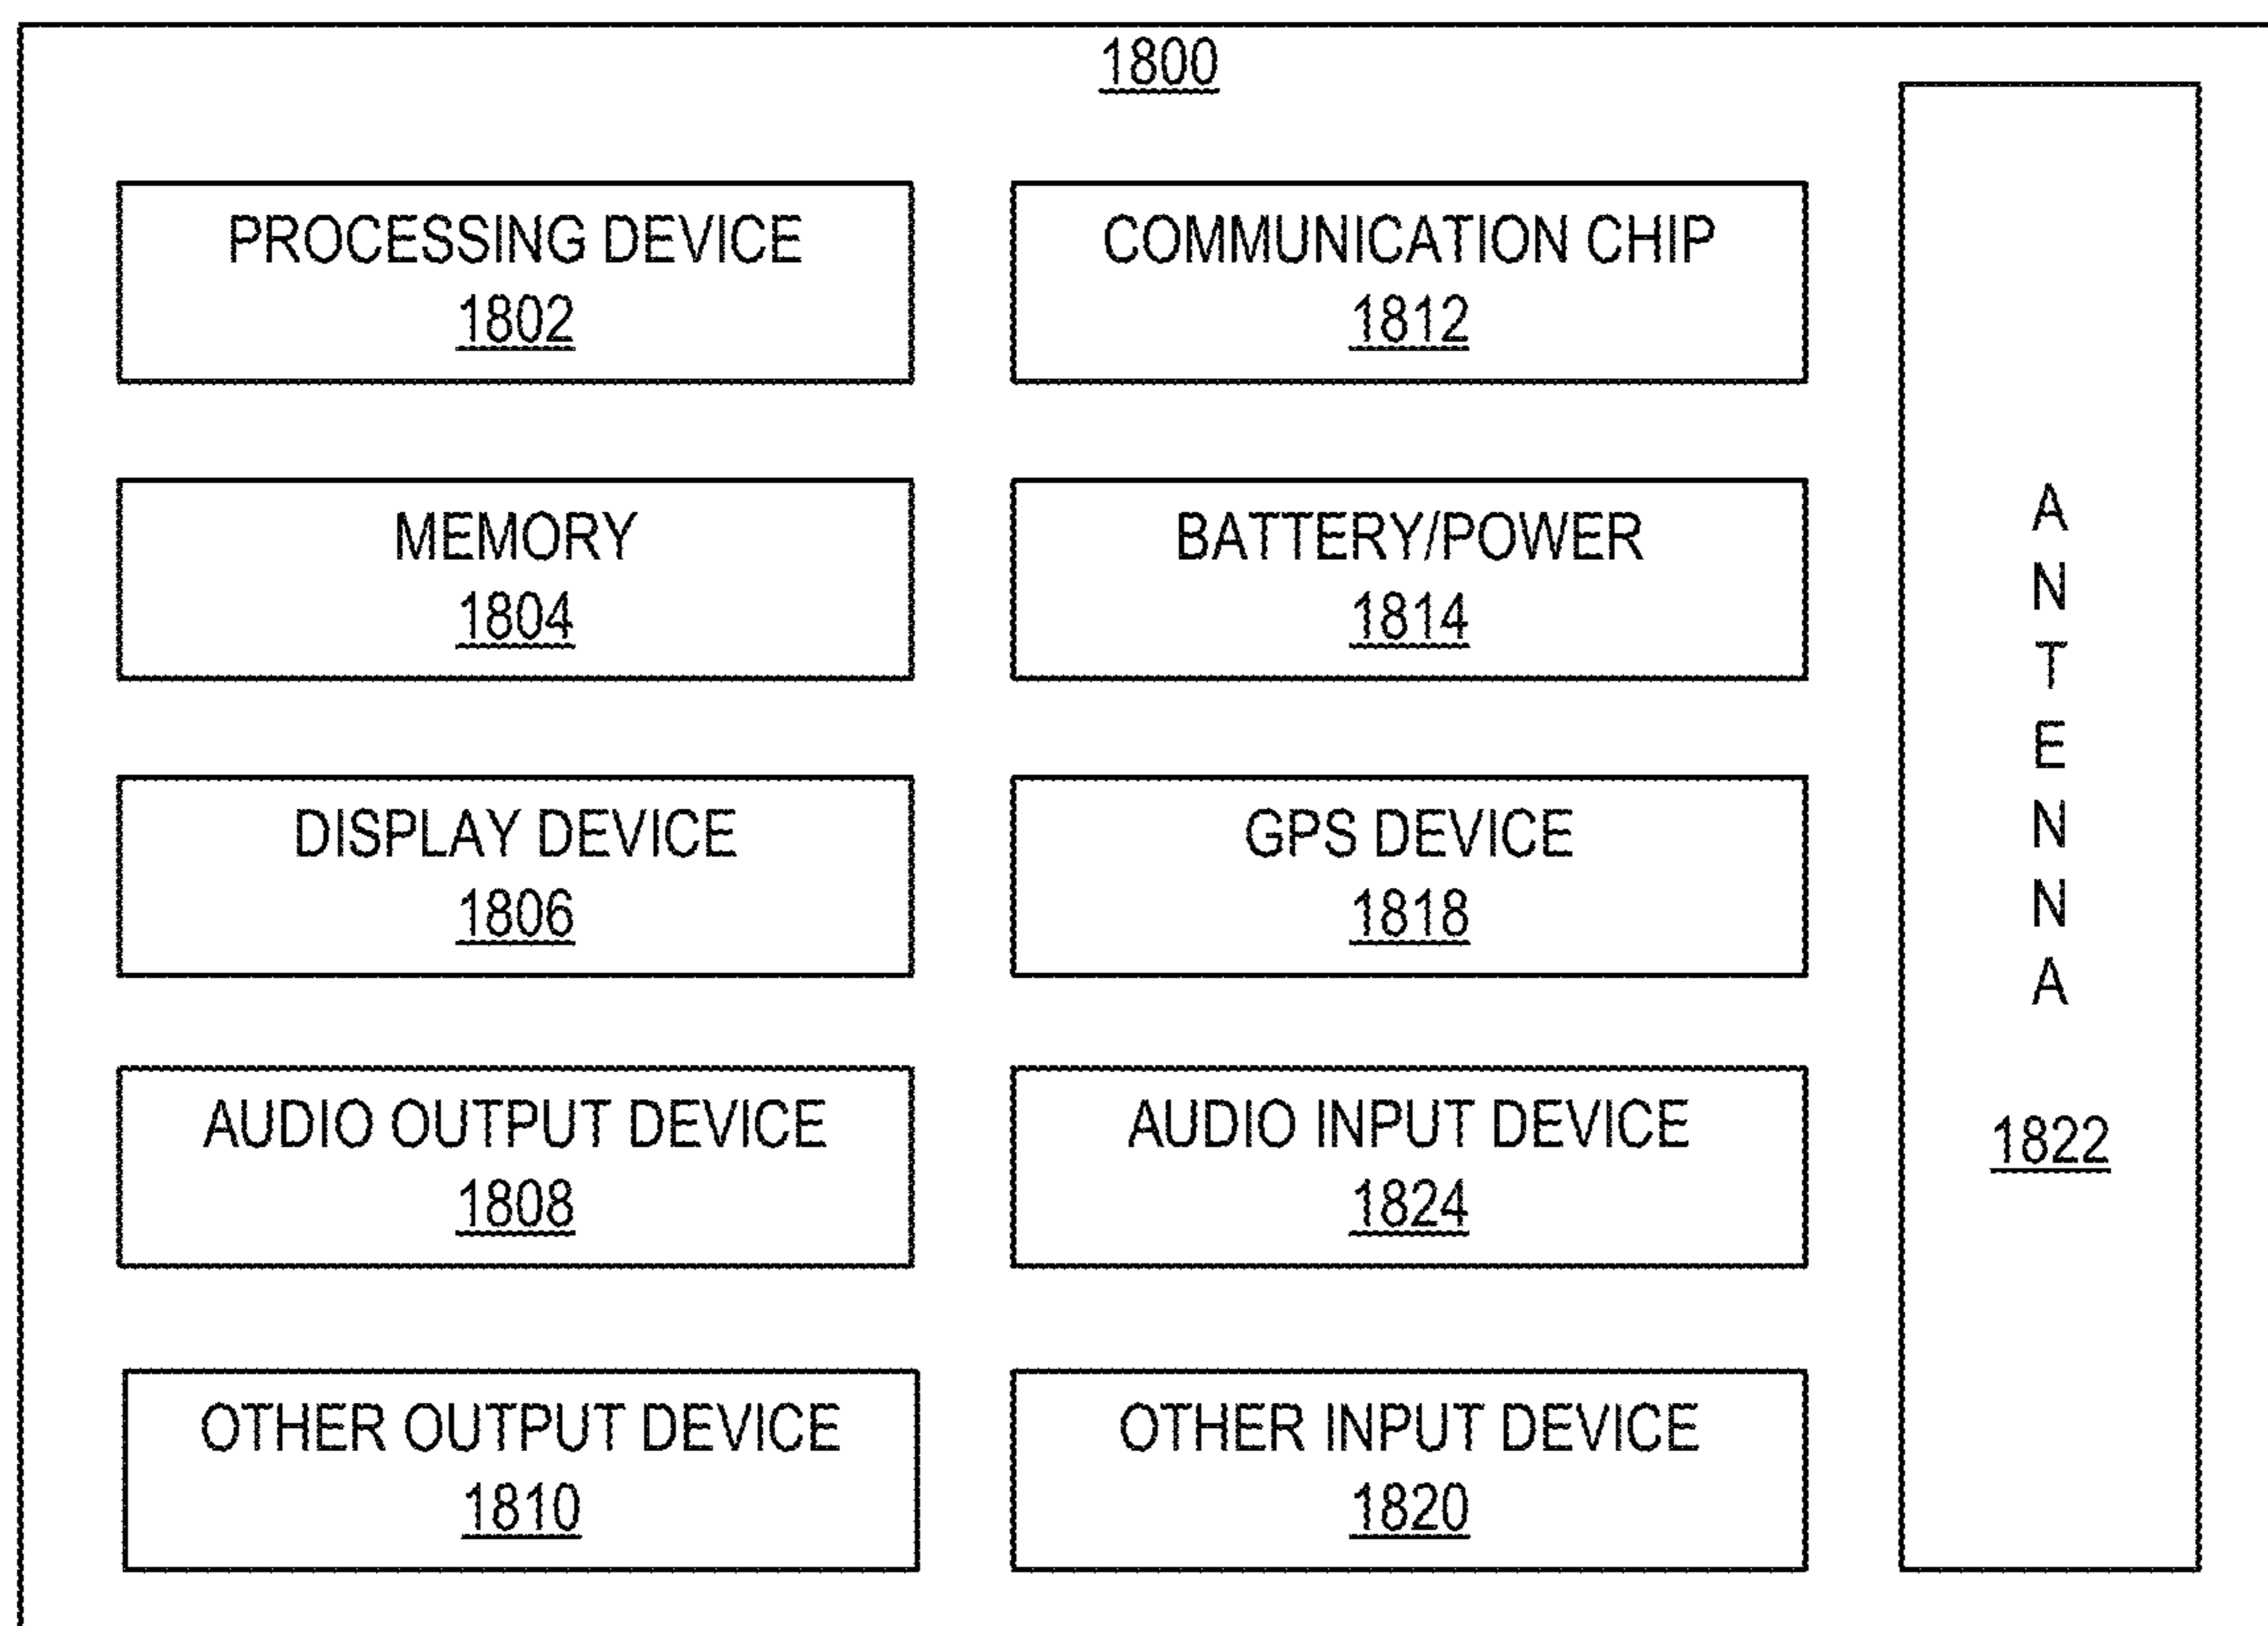 1800
PROCESSING DEVICE
1802
COMMUNICATION CHIP
1812
MEMORY
1804
BATTERY/POWER
1814
DISPLAY DEVICE
1806
GPS DEVICE
1818
AUDIO OUTPUT DEVICE
1808
AUDIO INPUT DEVICE
1824
OTHER OUTPUT DEVICE
1810
OTHER INPUT DEVICE
1820
ANTENNA
1822